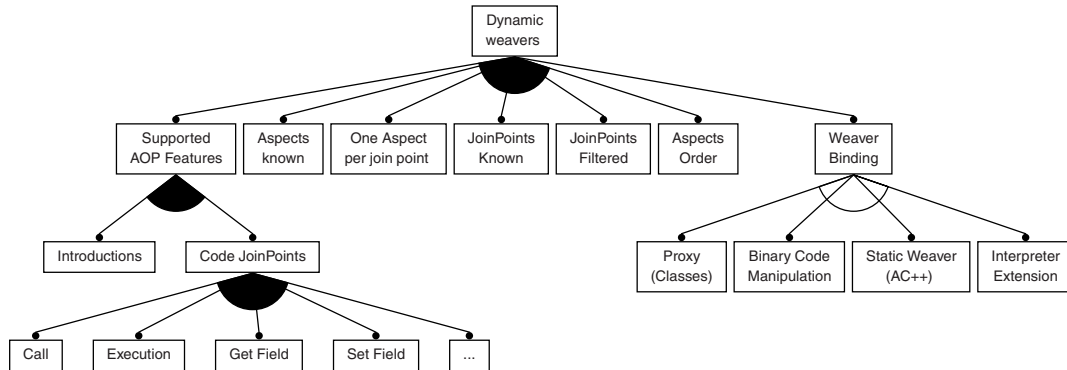 Dynamic
weavers
Supported
AOP Features
Aspects
known
One Aspect
per join point
JoinPoints
Known
JoinPoints
Filtered
Aspects
Order
Weaver
Binding
Introductions
Code JoinPoints
Proxy
(Classes)
Binary Code
Manipulation
Static Weaver
(AC++)
Interpreter
Extension
Call
Execution
Get Field
Set Field
...